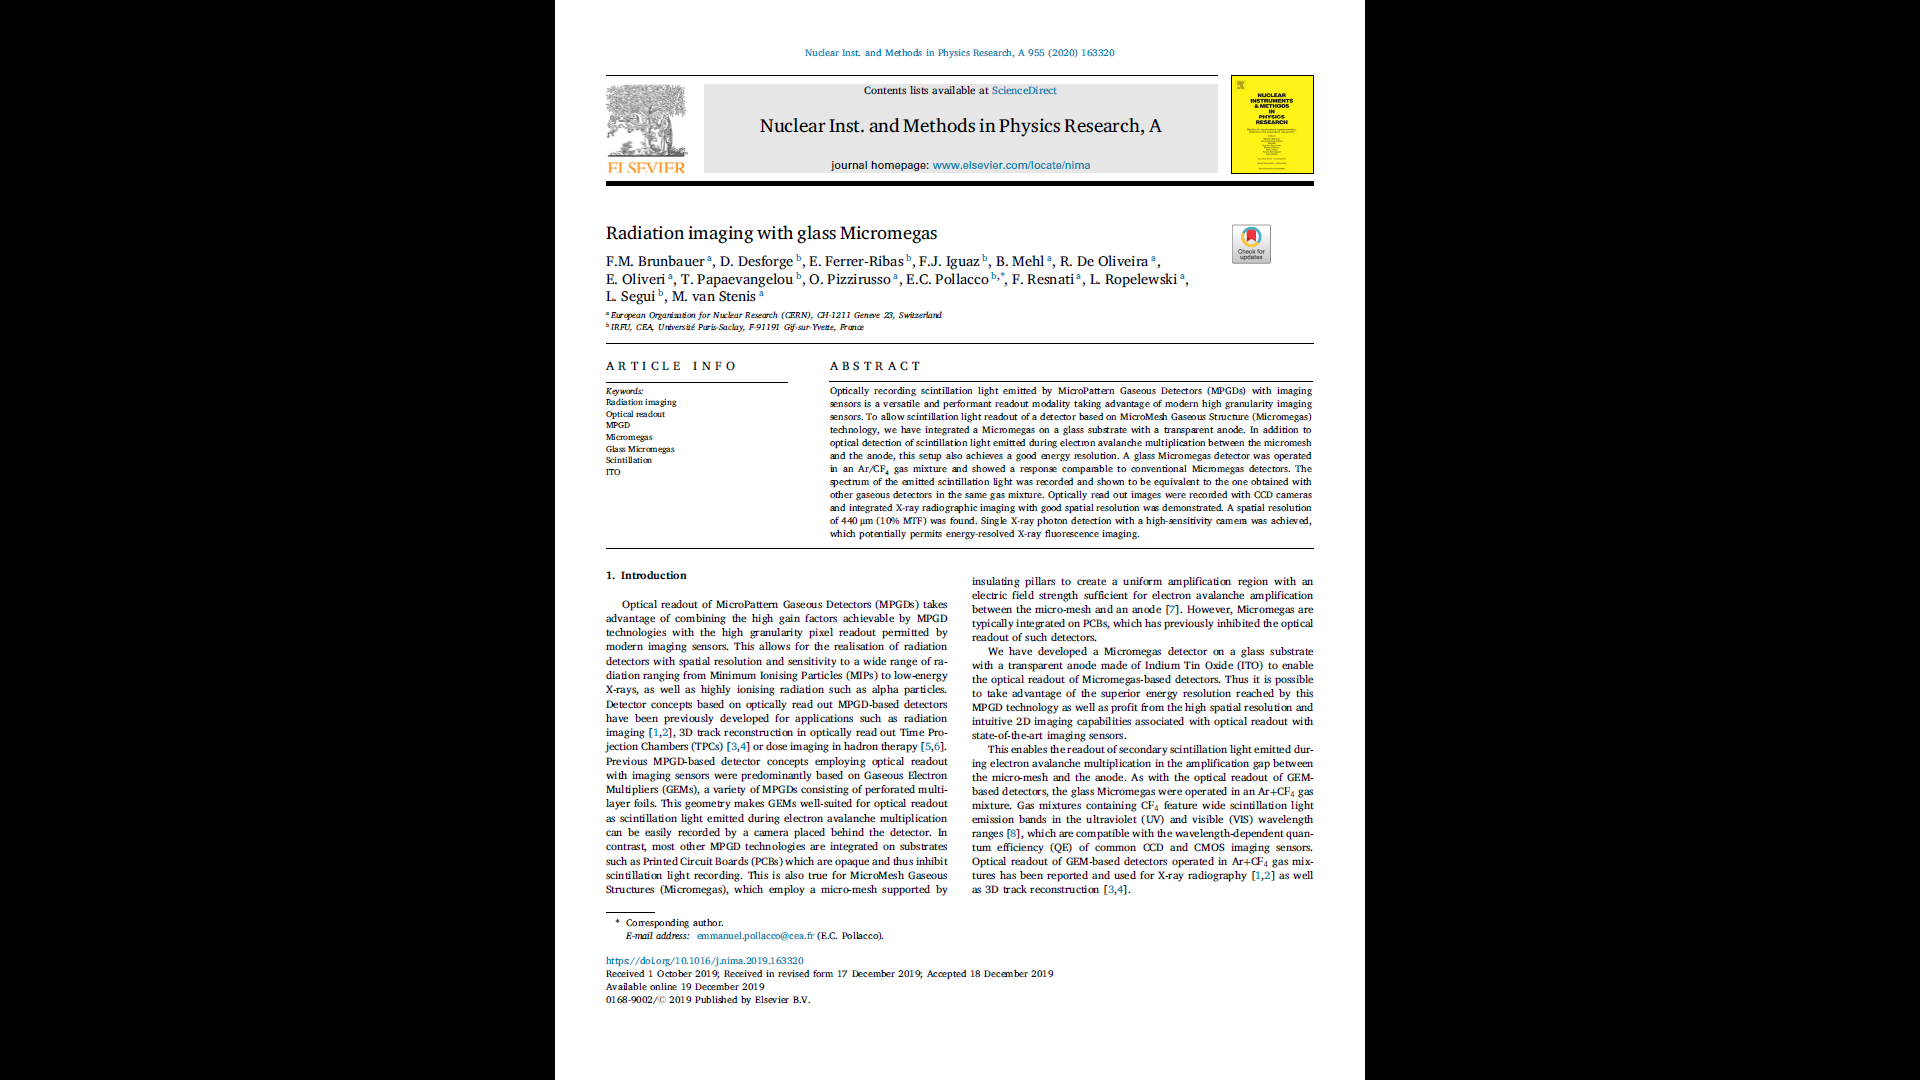 Nuclear Inst. and Methods in Physics Research, A 955 (2020) 163320
Contents lists available at ScienceDirect
Nuclear Inst. and Methods in Physics Research, A
journal homepage: www.elsevier.com/locate/nima
ELSEVIER
NUCLEAR
INSTRUMENTS
& METHODS
IN
PHYSICS
RESEARCH
Radiation imaging with glass Micromegas
Check for
updates
F.M. Brunbauer a, D. Desforge b, E. Ferrer-Ribas b, F.J. Iguaz b, B. Mehl a, R. De Oliveira a,
E. Oliveri a, T. Papaevangelou b, O. Pizzirusso a, E.C. Pollacco b,*, F. Resnati a, L. Ropelewski a,
L. Segui b, M. van Stenis a
a European Organization for Nuclear Research (CERN), CH-1211 Geneve 23, Switzerland
b IRFU, CEA, Université Paris-Saclay, F-91191 Gif-sur-Yvette, France
ARTICLE INFO
Keywords:
Radiation imaging
Optical readout
MPGD
Micromegas
Glass Micromegas
Scintillation
ITO
ABSTRACT
Optically recording scintillation light emitted by MicroPattern Gaseous Detectors (MPGDs) with imaging
sensors is a versatile and performant readout modality taking advantage of modern high granularity imaging
sensors. To allow scintillation light readout of a detector based on MicroMesh Gaseous Structure (Micromegas)
technology, we have integrated a Micromegas on a glass substrate with a transparent anode. In addition to
optical detection of scintillation light emitted during electron avalanche multiplication between the micromesh
and the anode, this setup also achieves a good energy resolution. A glass Micromegas detector was operated
in an Ar/CF4 gas mixture and showed a response comparable to conventional Micromegas detectors. The
spectrum of the emitted scintillation light was recorded and shown to be equivalent to the one obtained with
other gaseous detectors in the same gas mixture. Optically read out images were recorded with CCD cameras
and integrated X-ray radiographic imaging with good spatial resolution was demonstrated. A spatial resolution
of 440 μm (10% MTF) was found. Single X-ray photon detection with a high-sensitivity camera was achieved,
which potentially permits energy-resolved X-ray fluorescence imaging.
1. Introduction
Optical readout of MicroPattern Gaseous Detectors (MPGDs) takes
advantage of combining the high gain factors achievable by MPGD
technologies with the high granularity pixel readout permitted by
modern imaging sensors. This allows for the realisation of radiation
detectors with spatial resolution and sensitivity to a wide range of ra-
diation ranging from Minimum Ionising Particles (MIPs) to low-energy
X-rays, as well as highly ionising radiation such as alpha particles.
Detector concepts based on optically read out MPGD-based detectors
have been previously developed for applications such as radiation
imaging [1,2], 3D track reconstruction in optically read out Time Pro-
jection Chambers (TPCs) [3,4] or dose imaging in hadron therapy [5,6].
Previous MPGD-based detector concepts employing optical readout
with imaging sensors were predominantly based on Gaseous Electron
Multipliers (GEMs), a variety of MPGDs consisting of perforated multi-
layer foils. This geometry makes GEMs well-suited for optical readout
as scintillation light emitted during electron avalanche multiplication
can be easily recorded by a camera placed behind the detector. In
contrast, most other MPGD technologies are integrated on substrates
such as Printed Circuit Boards (PCBs) which are opaque and thus inhibit
scintillation light recording. This is also true for MicroMesh Gaseous
Structures (Micromegas), which employ a micro-mesh supported by
insulating pillars to create a uniform amplification region with an
electric field strength sufficient for electron avalanche amplification
between the micro-mesh and an anode [7]. However, Micromegas are
typically integrated on PCBs, which has previously inhibited the optical
readout of such detectors.
We have developed a Micromegas detector on a glass substrate
with a transparent anode made of Indium Tin Oxide (ITO) to enable
the optical readout of Micromegas-based detectors. Thus it is possible
to take advantage of the superior energy resolution reached by this
MPGD technology as well as profit from the high spatial resolution and
intuitive 2D imaging capabilities associated with optical readout with
state-of-the-art imaging sensors.
This enables the readout of secondary scintillation light emitted dur-
ing electron avalanche multiplication in the amplification gap between
the micro-mesh and the anode. As with the optical readout of GEM-
based detectors, the glass Micromegas were operated in an Ar+CF4 gas
mixture. Gas mixtures containing CF4 feature wide scintillation light
emission bands in the ultraviolet (UV) and visible (VIS) wavelength
ranges [8], which are compatible with the wavelength-dependent quan-
tum efficiency (QE) of common CCD and CMOS imaging sensors.
Optical readout of GEM-based detectors operated in Ar+CF4 gas mix-
tures has been reported and used for X-ray radiography [1,2] as well
as 3D track reconstruction [3,4].
* Corresponding author.
E-mail address: emmanuel.pollacco@cea.fr (E.C. Pollacco).
https://doi.org/10.1016/j.nima.2019.163320
Received 1 October 2019; Received in revised form 17 December 2019; Accepted 18 December 2019
Available online 19 December 2019
0168-9002/© 2019 Published by Elsevier B.V.